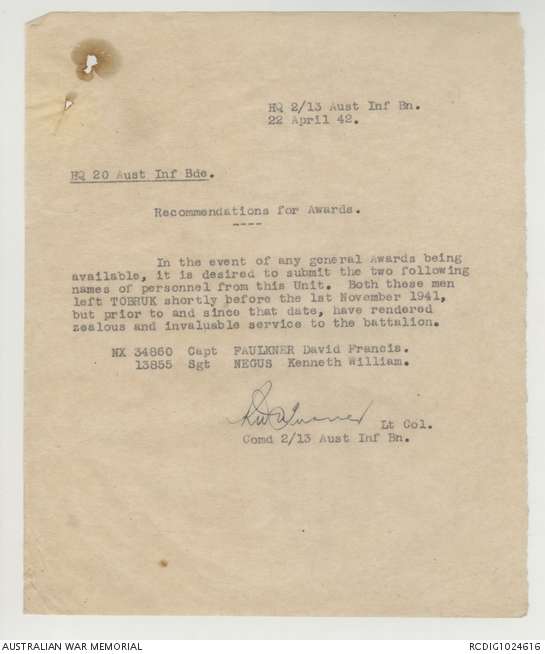 HQ 2/13 Aust Inf Bn.
22 April 42.
HQ 20 Aust Inf Bde.
Recommendations for Awards.
----
In the event of any general Awards being
available, it is desired to submit the two following
names of personnel from this Unit. Both these men
left TOBRUK shortly before the 1st November 1941,
but prior to and since that date, have rendered
zealous and invaluable service to the battalion.
NX 34860 Capt FAULKNER David Francis.
13855 Sgt NEGUS Kenneth William.
Lt Col.
Comd 2/13 Aust Inf Bn.
AUSTRALIAN WAR MEMORIAL
RCDIG1024616